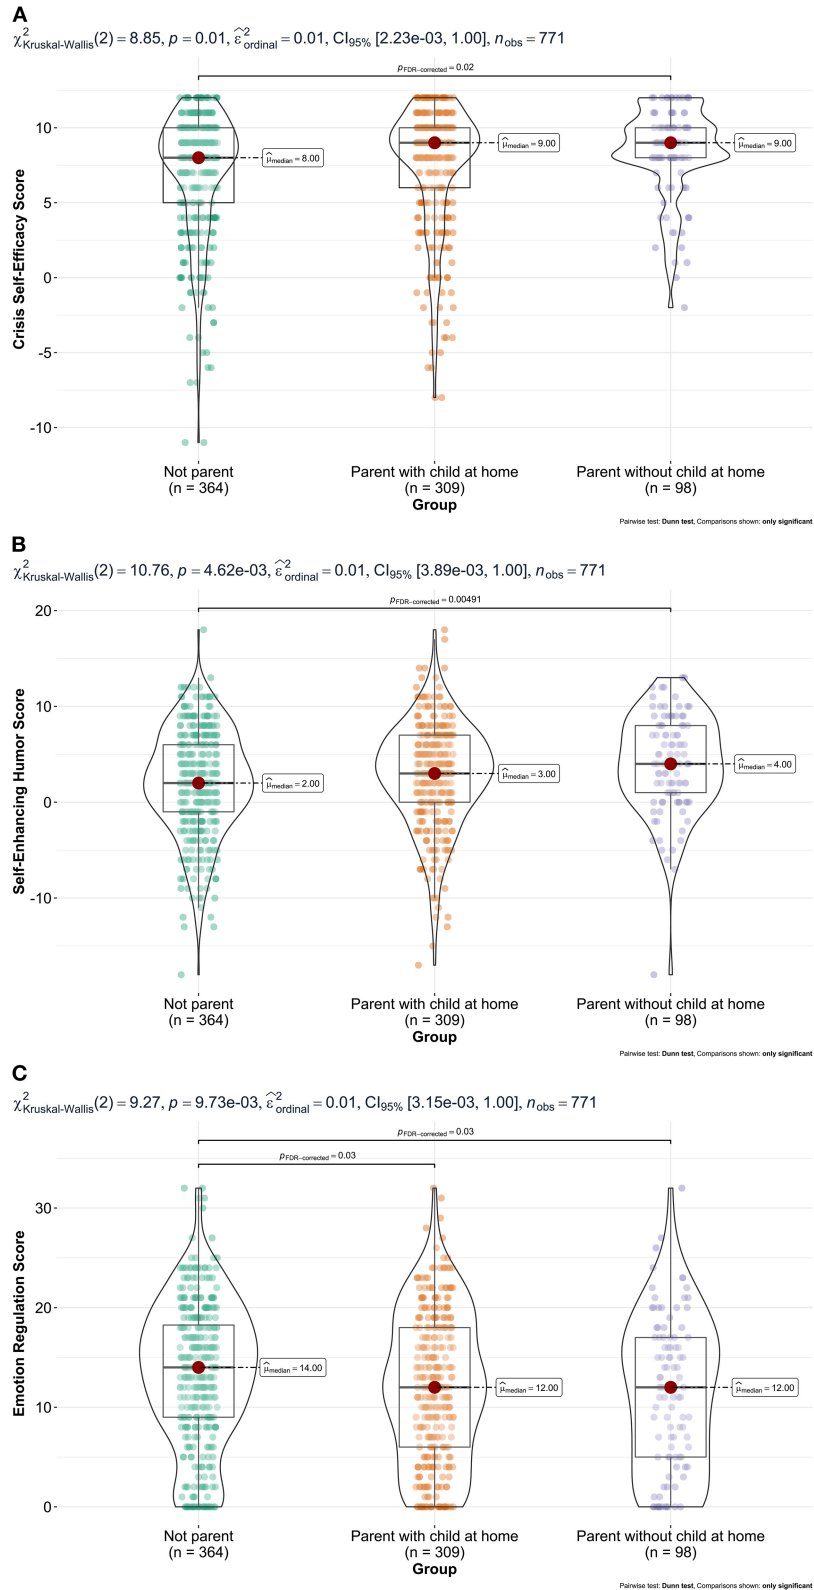 A
χ²Kruskal-Wallis(2) = 8.85, p = 0.01, ε̂²ordinal = 0.01, CI95% [2.23e-03, 1.00], nobs = 771
pFDR−corrected = 0.02
Crisis Self-Efficacy Score
10
5
0
-5
-10
μ̂median = 8.00
μ̂median = 9.00
μ̂median = 9.00
Not parent
(n = 364)
Parent with child at home
(n = 309)
Parent without child at home
(n = 98)
Group
Pairwise test: Dunn test, Comparisons shown: only significant
B
χ²Kruskal-Wallis(2) = 10.76, p = 4.62e-03, ε̂²ordinal = 0.01, CI95% [3.89e-03, 1.00], nobs = 771
pFDR−corrected = 0.00491
Self-Enhancing Humor Score
20
10
0
-10
μ̂median = 2.00
μ̂median = 3.00
μ̂median = 4.00
Not parent
(n = 364)
Parent with child at home
(n = 309)
Parent without child at home
(n = 98)
Group
Pairwise test: Dunn test, Comparisons shown: only significant
C
χ²Kruskal-Wallis(2) = 9.27, p = 9.73e-03, ε̂²ordinal = 0.01, CI95% [3.15e-03, 1.00], nobs = 771
pFDR−corrected = 0.03
pFDR−corrected = 0.03
Emotion Regulation Score
30
20
10
0
μ̂median = 14.00
μ̂median = 12.00
μ̂median = 12.00
Not parent
(n = 364)
Parent with child at home
(n = 309)
Parent without child at home
(n = 98)
Group
Pairwise test: Dunn test, Comparisons shown: only significant